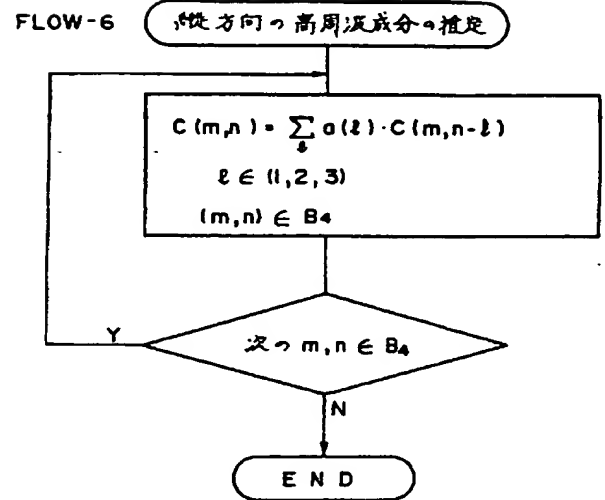 FLOW-6
縦方向の高周波成分の推定
C(m,n) = Σ a(ℓ)·C(m,n-ℓ)
ℓ
ℓ ∈ (1,2,3)
(m,n) ∈ B4
次の m,n ∈ B4
Y
N
END